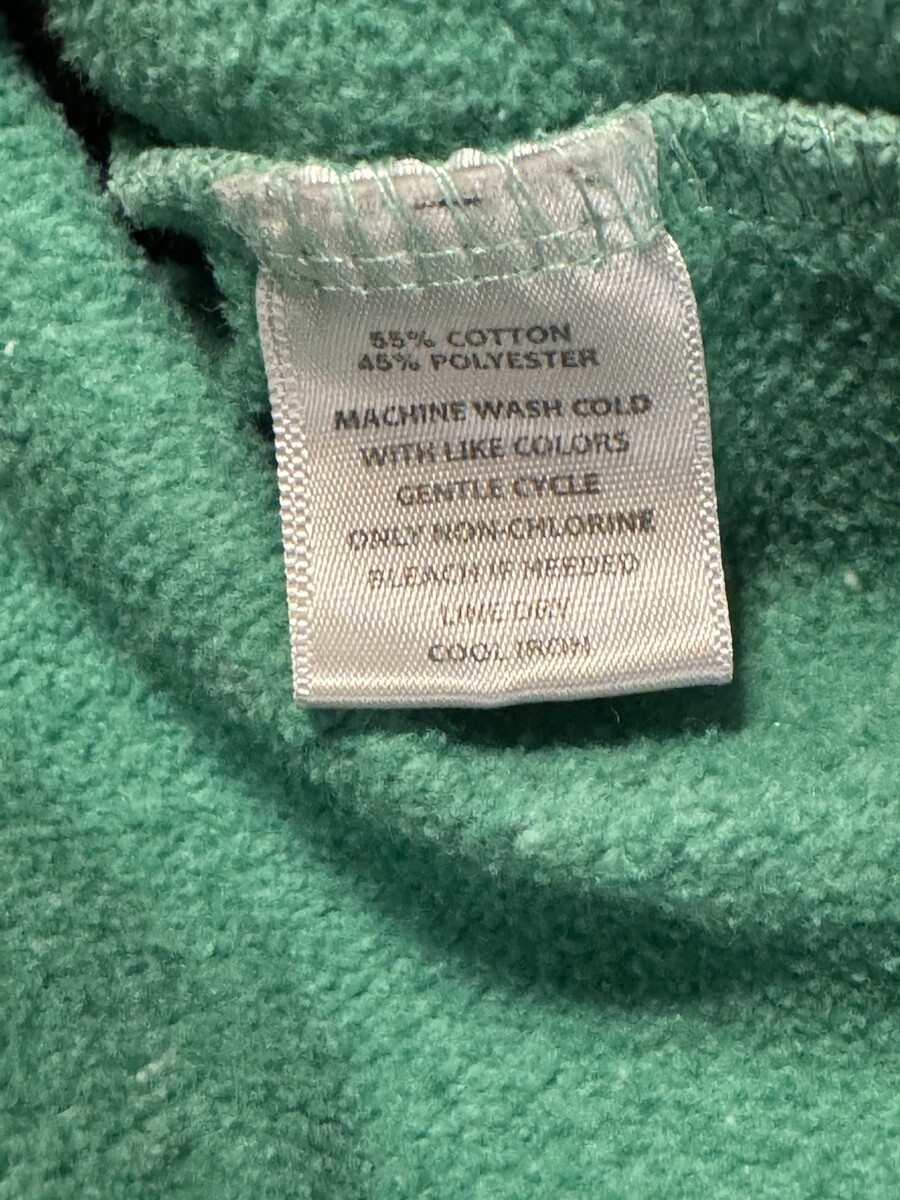 55% COTTON
45% POLYESTER
MACHINE WASH COLD
WITH LIKE COLORS
GENTLE CYCLE
ONLY NON-CHLORINE
BLEACH IF NEEDED
LINE DRY
COOL IRON